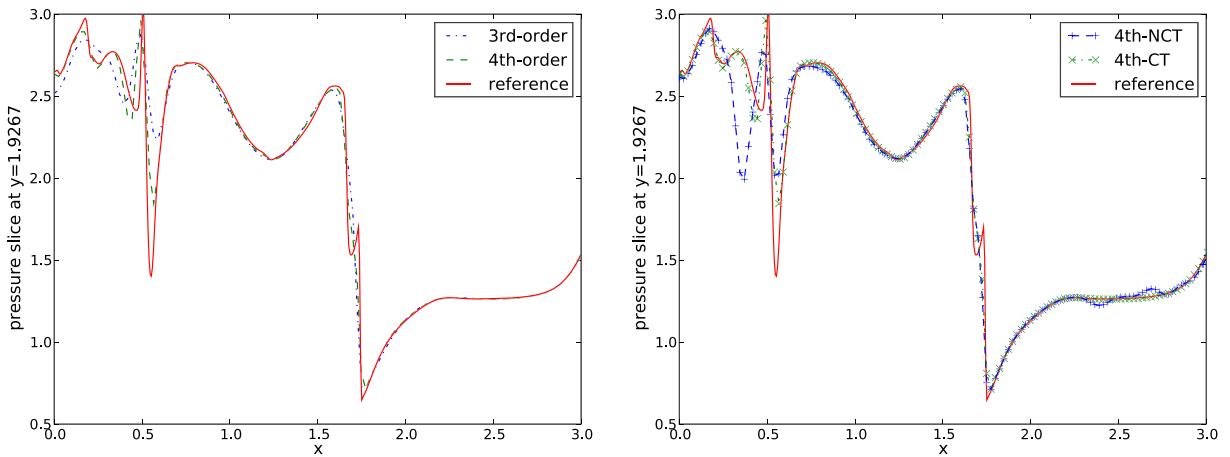 3.0
2.5
2.0
1.5
1.0
0.5
0.0 0.5 1.0 1.5 2.0 2.5 3.0
x
pressure slice at y=1.9267
3rd-order
4th-order
reference
3.0
2.5
2.0
1.5
1.0
0.5
0.0 0.5 1.0 1.5 2.0 2.5 3.0
x
pressure slice at y=1.9267
4th-NCT
4th-CT
reference